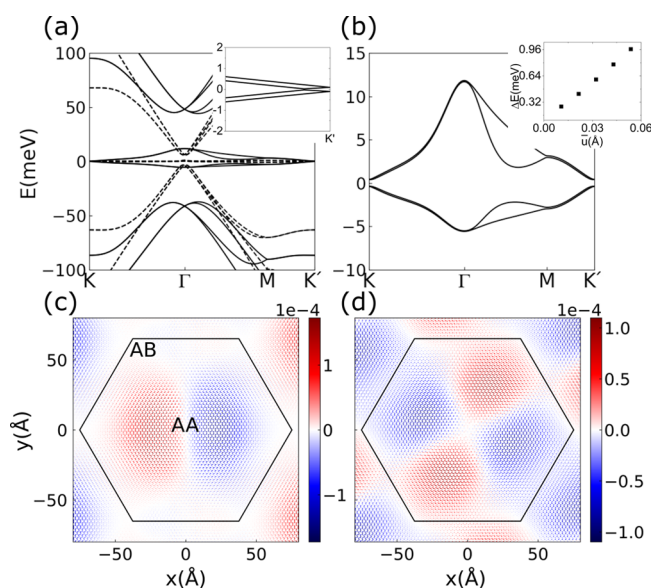 (a)
100
50
0
−50
−100
E(meV)
K Γ M K′
2
1
0
−1
−2
K′
(b)
15
10
5
0
−5
−10
K Γ M K′
0.96
0.64
0.32
ΔE(meV)
0.00 0.03 0.06
u̅(Å)
(c)
1e−4
AB
AA
50
0
−50
y(Å)
−50 0 50
x(Å)
1
0
−1
(d)
1e−4
−50 0 50
x(Å)
1.0
0.5
0.0
−0.5
−1.0